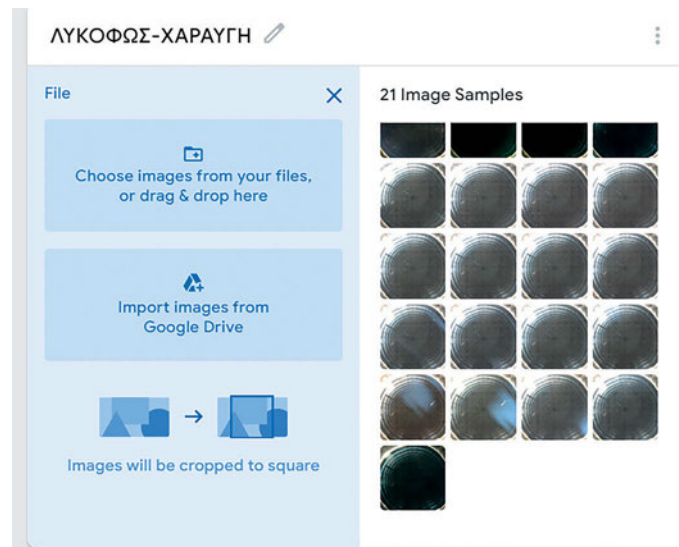 ΛΥΚΟΦΩΣ-ΧΑΡΑΥΓΗ
File
Choose images from your files,
or drag & drop here
Import images from
Google Drive
Images will be cropped to square
21 Image Samples